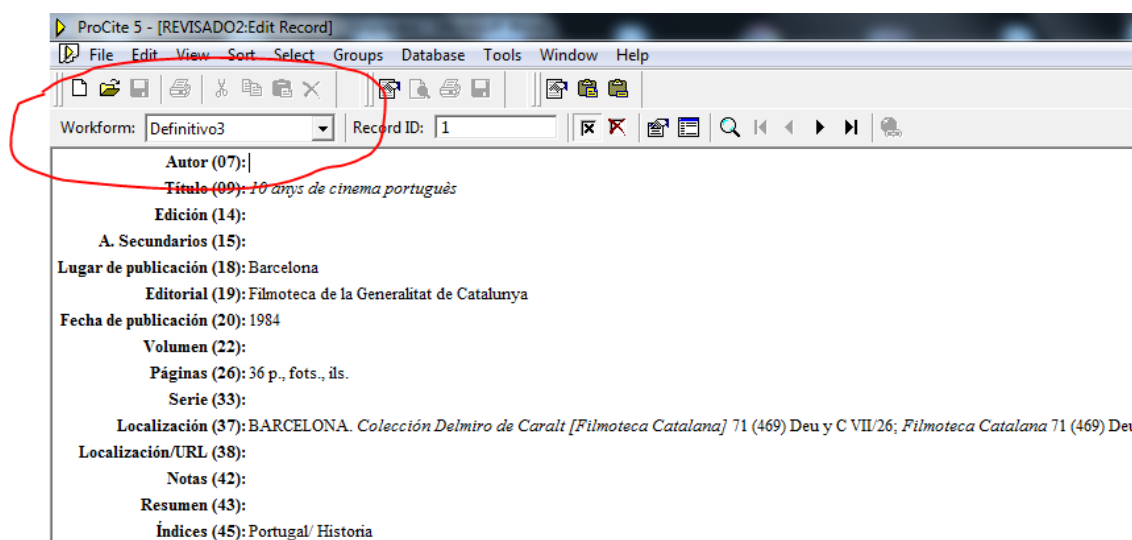 ProCite 5 - [REVISADO2:Edit Record]
File Edit View Sort Select Groups Database Tools Window Help
Workform: Definitivo3 Record ID: 1
Autor (07):
Título (09): 10 anys de cinema portuguès
Edición (14):
A. Secundarios (15):
Lugar de publicación (18): Barcelona
Editorial (19): Filmoteca de la Generalitat de Catalunya
Fecha de publicación (20): 1984
Volumen (22):
Páginas (26): 36 p., fots., ils.
Serie (33):
Localización (37): BARCELONA. Colección Delmiro de Caralt [Filmoteca Catalana] 71 (469) Deu y C VII/26; Filmoteca Catalana 71 (469) Deu
Localización/URL (38):
Notas (42):
Resumen (43):
Índices (45): Portugal/ Historia